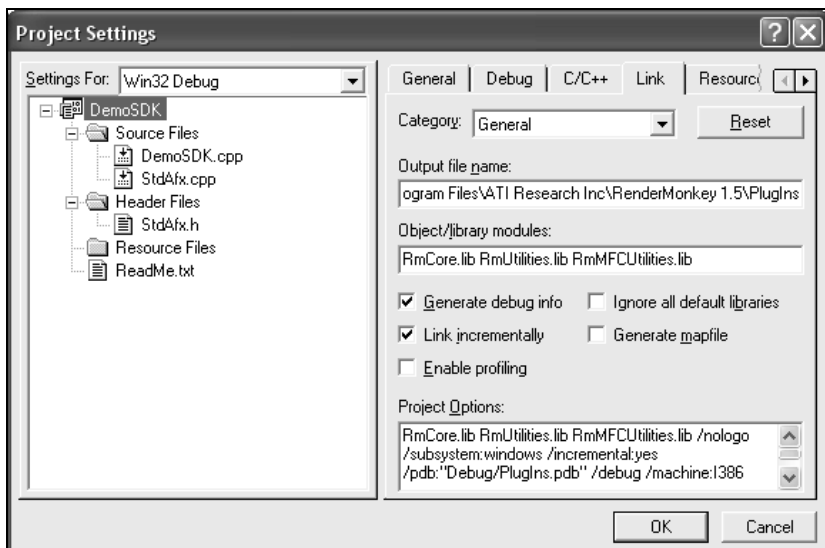 Project Settings
Settings For: Win32 Debug
DemoSDK
Source Files
DemoSDK.cpp
StdAfx.cpp
Header Files
StdAfx.h
Resource Files
ReadMe.txt
General Debug C/C++ Link Resourc
Category: General Reset
Output file name:
ogram Files\ATI Research Inc\RenderMonkey 1.5\PlugIns
Object/library modules:
RmCore.lib RmUtilities.lib RmMFCUtilities.lib
Generate debug info Ignore all default libraries
Link incrementally Generate mapfile
Enable profiling
Project Options:
RmCore.lib RmUtilities.lib RmMFCUtilities.lib /nologo
/subsystem:windows /incremental:yes
/pdb:"Debug/PlugIns.pdb" /debug /machine:I386
OK Cancel